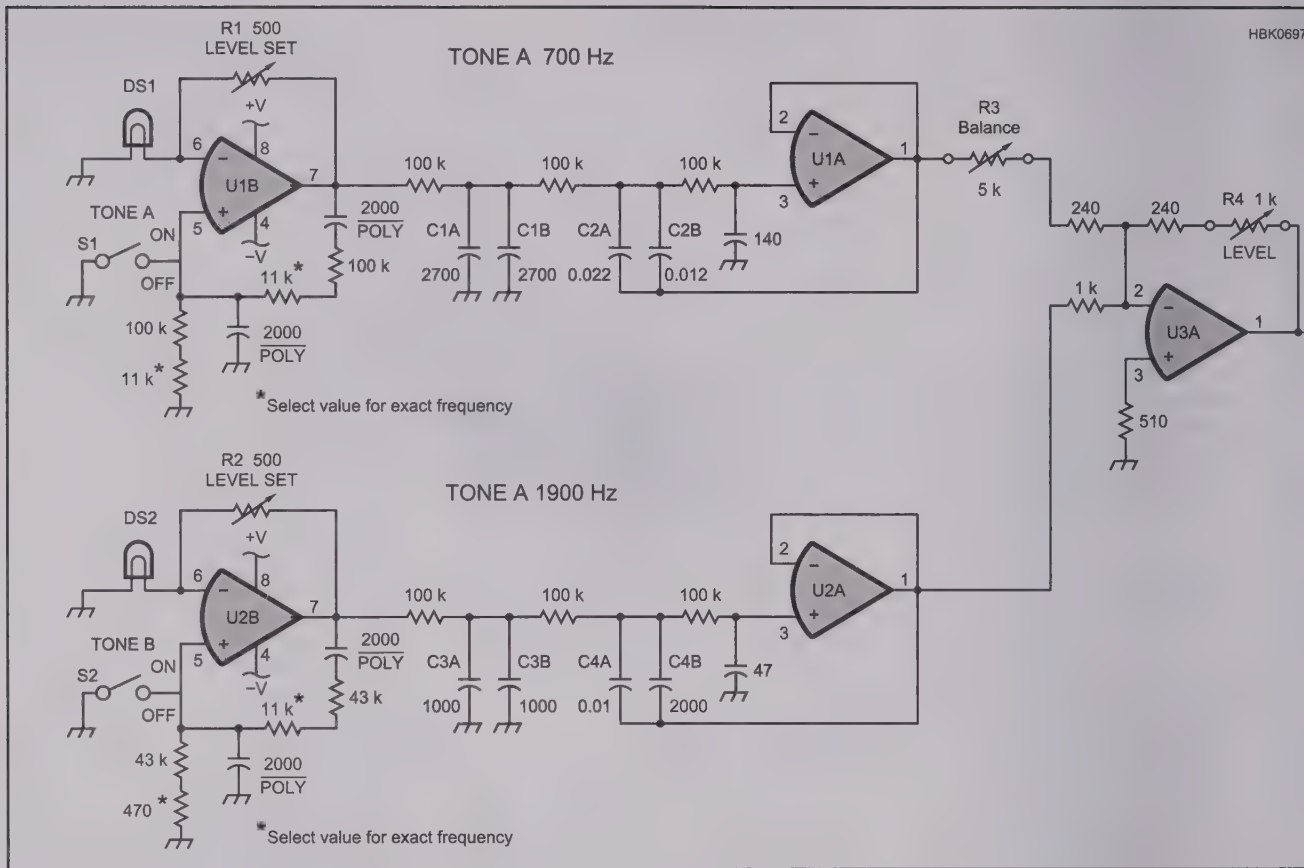 HBK0697
R1 500
LEVEL SET
TONE A 700 Hz
DS1
+V
6
−
8
U1B
7
5
+
4
−V
TONE A
S1
ON
OFF
2000
POLY
100 k
11 k*
2000
POLY
100 k
11 k*
*Select value for exact frequency
100 k
C1A
2700
C1B
2700
100 k
C2A
0.022
C2B
0.012
100 k
140
2
−
U1A
1
3
+
R3
Balance
5 k
240
240
R4 1 k
LEVEL
1 k
2
−
U3A
1
3
+
510
R2 500
LEVEL SET
TONE A 1900 Hz
DS2
+V
6
−
8
U2B
7
5
+
4
−V
TONE B
S2
ON
OFF
2000
POLY
43 k
11 k*
2000
POLY
43 k
470*
*Select value for exact frequency
100 k
C3A
1000
C3B
1000
100 k
C4A
0.01
C4B
2000
100 k
47
2
−
U2A
1
3
+